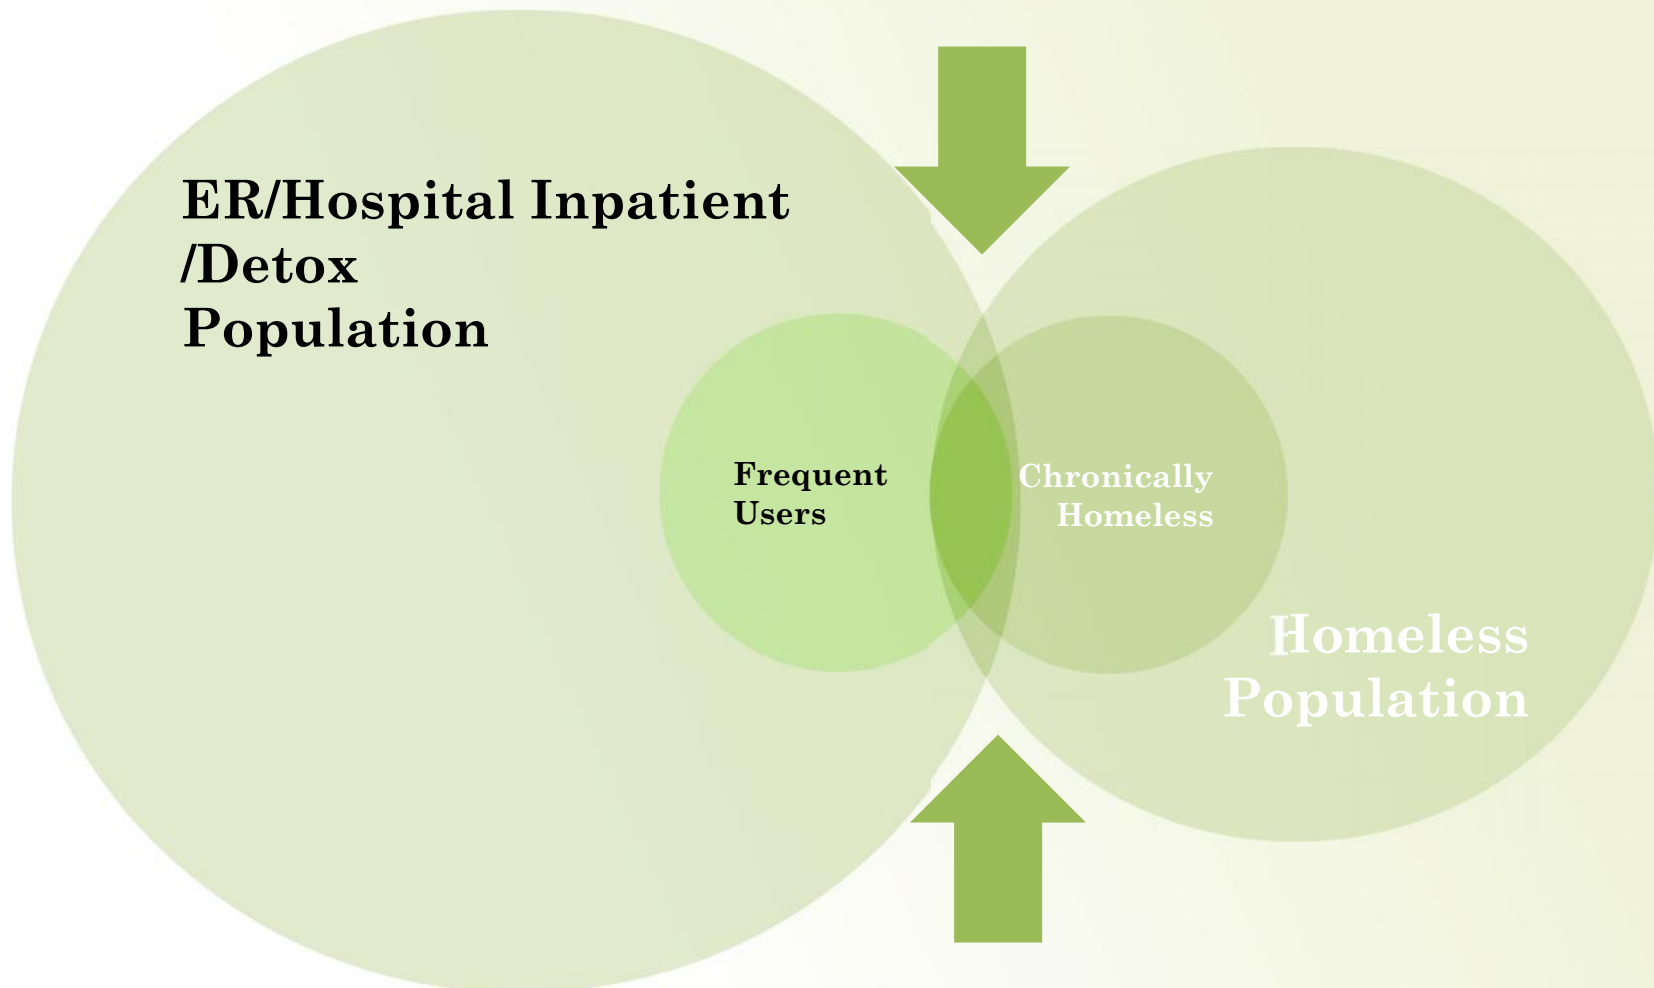 ER/Hospital Inpatient
/Detox
Population
Frequent
Users
Chronically
Homeless
Homeless
Population